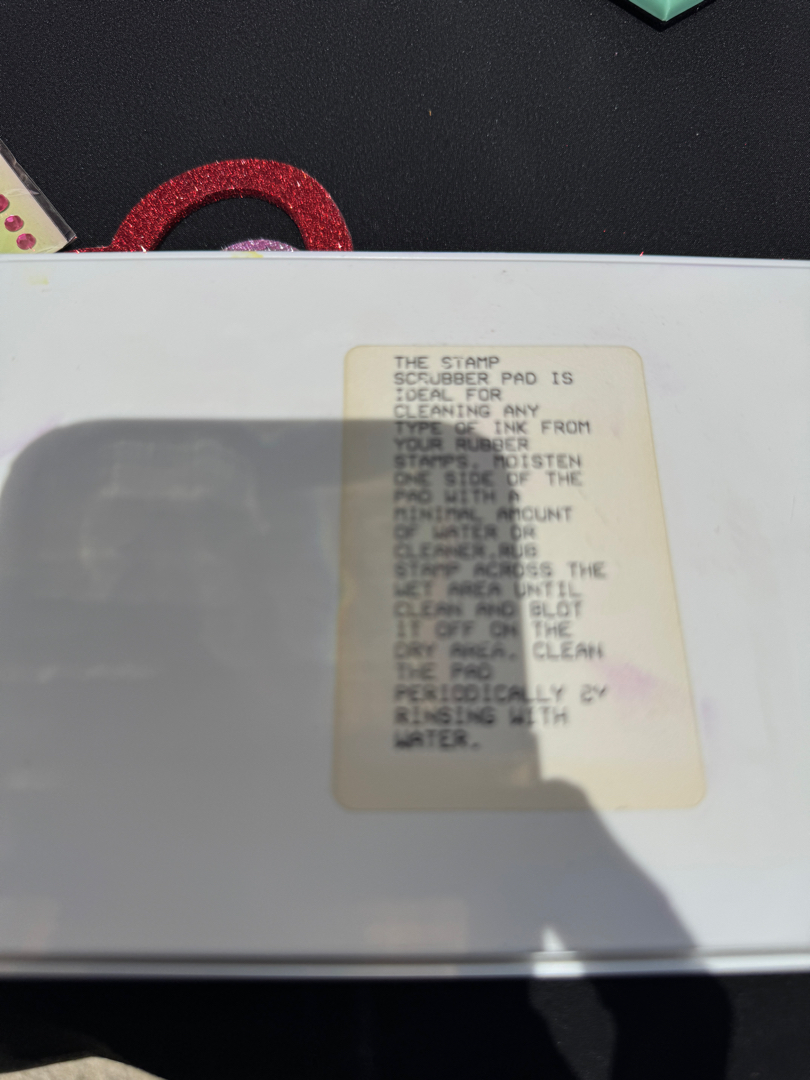 THE STAMP
SCRUBBER PAD IS
IDEAL FOR
CLEANING ANY
TYPE OF INK FROM
YOUR RUBBER
STAMPS. MOISTEN
ONE SIDE OF THE
PAD WITH A
MINIMAL AMOUNT
OF WATER OR
CLEANER.RUB
STAMP ACROSS THE
WET AREA UNTIL
CLEAN AND BLOT
IT OFF ON THE
DRY AREA. CLEAN
THE PAD
PERIODICALLY BY
RINSING WITH
WATER.